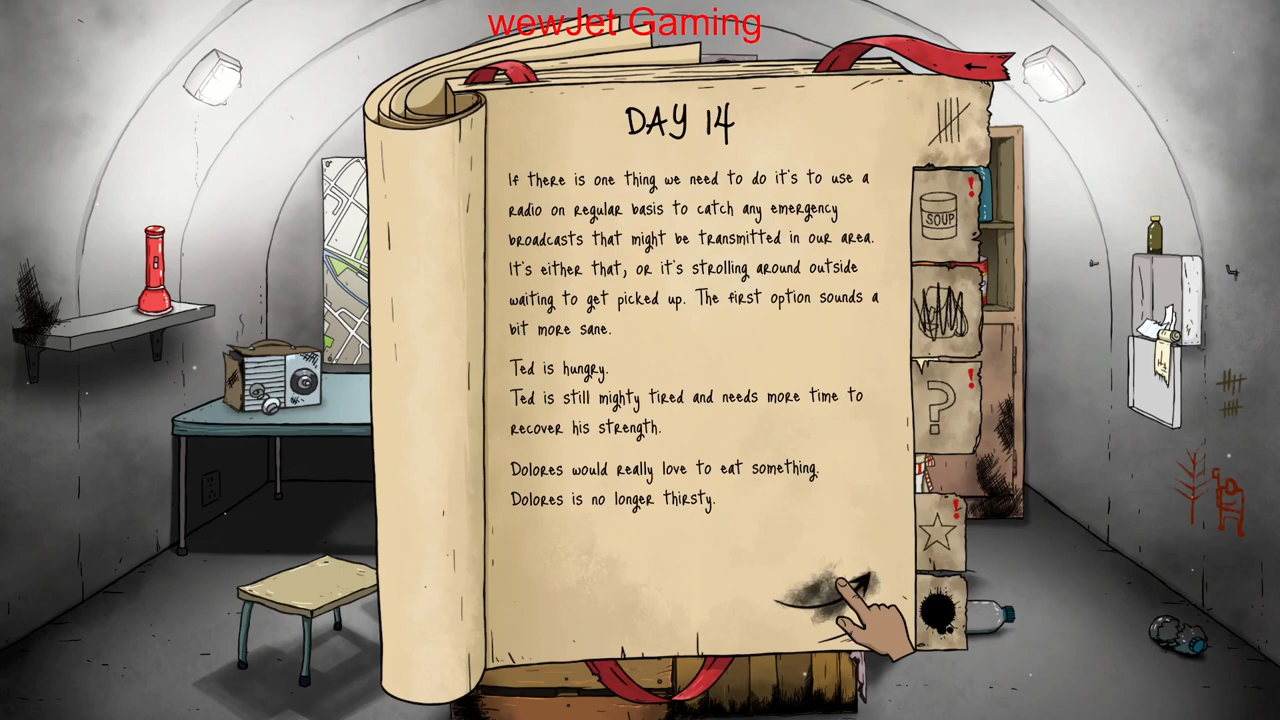 wewJet Gaming
DAY 14
If there is one thing we need to do it's to use a
radio on regular basis to catch any emergency
broadcasts that might be transmitted in our area.
It's either that, or it's strolling around outside
waiting to get picked up. The first option sounds a
bit more sane.
Ted is hungry.
Ted is still mighty tired and needs more time to
recover his strength.
Dolores would really love to eat something.
Dolores is no longer thirsty.
!
SOUP
!
?
!